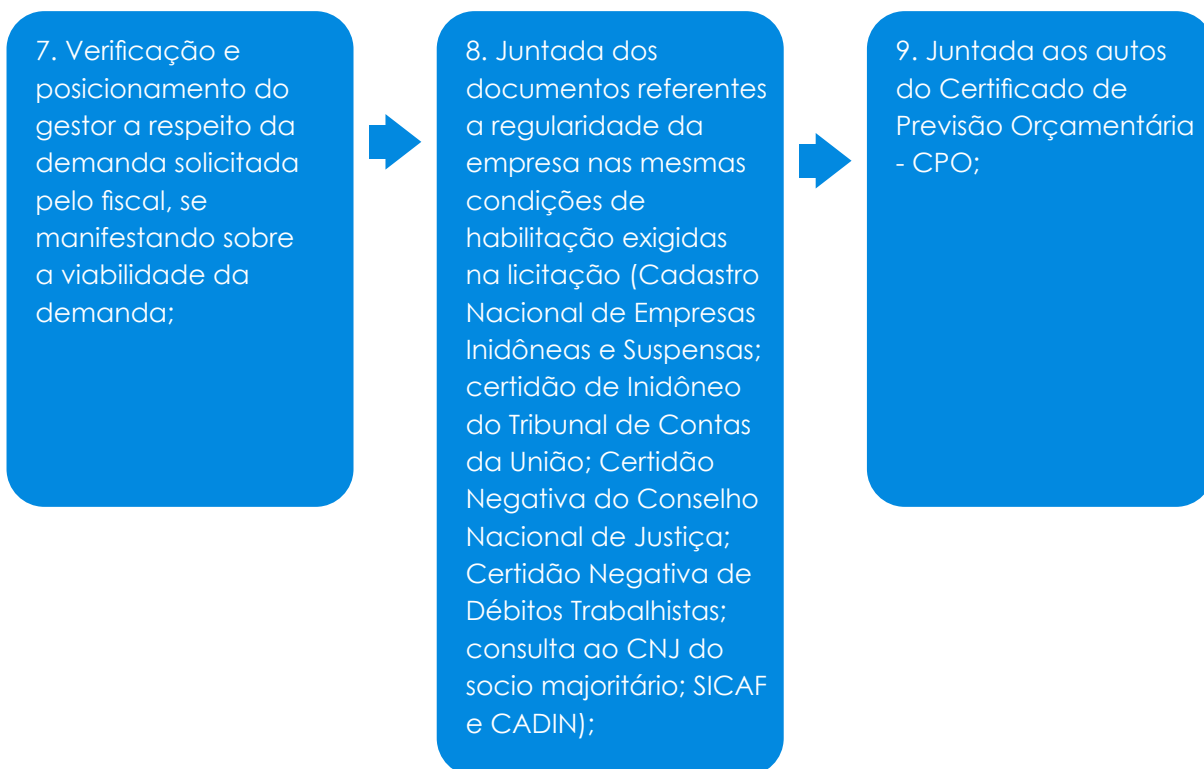 7. Verificação e
posicionamento do
gestor a respeito da
demanda solicitada
pelo fiscal, se
manifestando sobre
a viabilidade da
demanda;
8. Juntada dos
documentos referentes
a regularidade da
empresa nas mesmas
condições de
habilitação exigidas
na licitação (Cadastro
Nacional de Empresas
Inidôneas e Suspensas;
certidão de Inidôneo
do Tribunal de Contas
da União; Certidão
Negativa do Conselho
Nacional de Justiça;
Certidão Negativa de
Débitos Trabalhistas;
consulta ao CNJ do
socio majoritário; SICAF
e CADIN);
9. Juntada aos autos
do Certificado de
Previsão Orçamentária
- CPO;